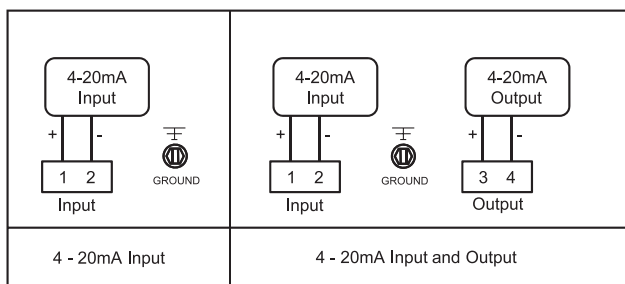 4-20mA
Input
+ -
1 2
GROUND
Input
4 - 20mA Input
4-20mA
Input
+ -
1 2
GROUND
Input
4-20mA
Output
+ -
3 4
Output
4 - 20mA Input and Output